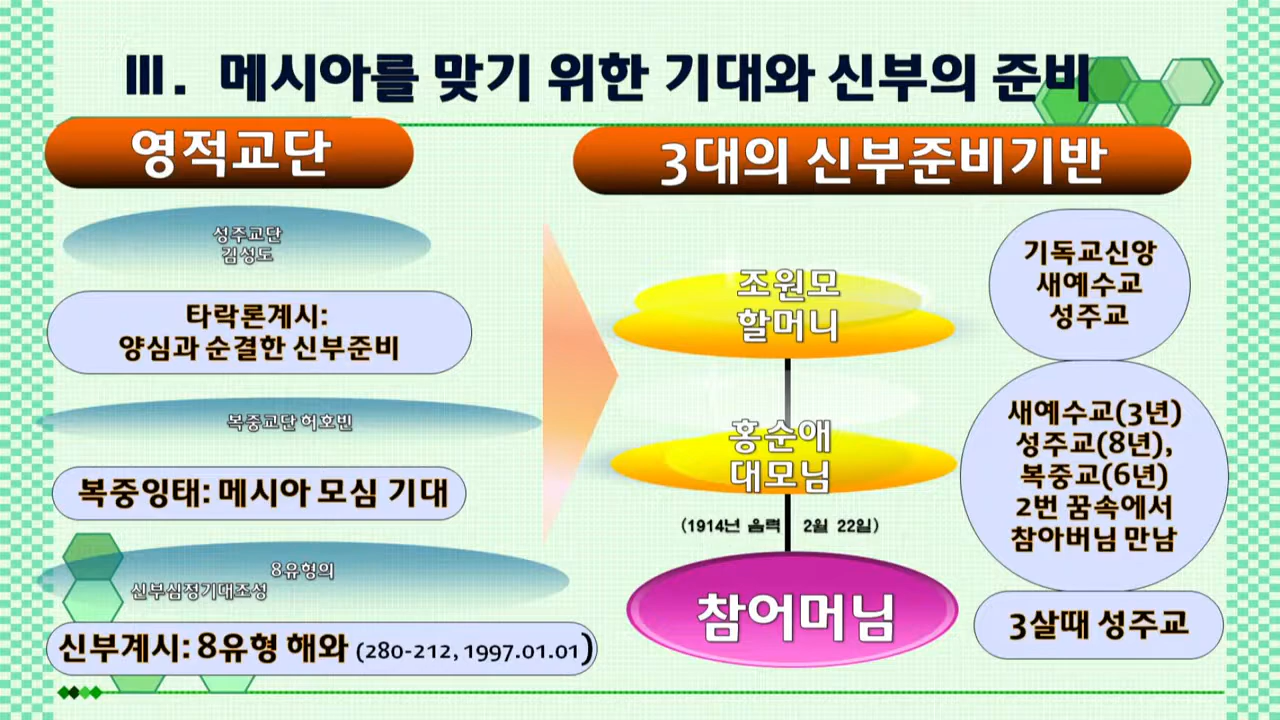 Ⅲ. 메시아를 맞기 위한 기대와 신부의 준비
영적교단
성주교단
김성도
타락론계시:
양심과 순결한 신부준비
복중교단 허호빈
복중잉태: 메시아 모심 기대
8유형의
신부심정기대조성
신부계시: 8유형 해와 (280-212, 1997.01.01)
3대의 신부준비기반
조원모
할머니
홍순애
대모님
(1914년 음력 2월 22일)
참어머님
기독교신앙
새예수교
성주교
새예수교(3년)
성주교(8년),
복중교(6년)
2번 꿈속에서
참아버님 만남
3살때 성주교